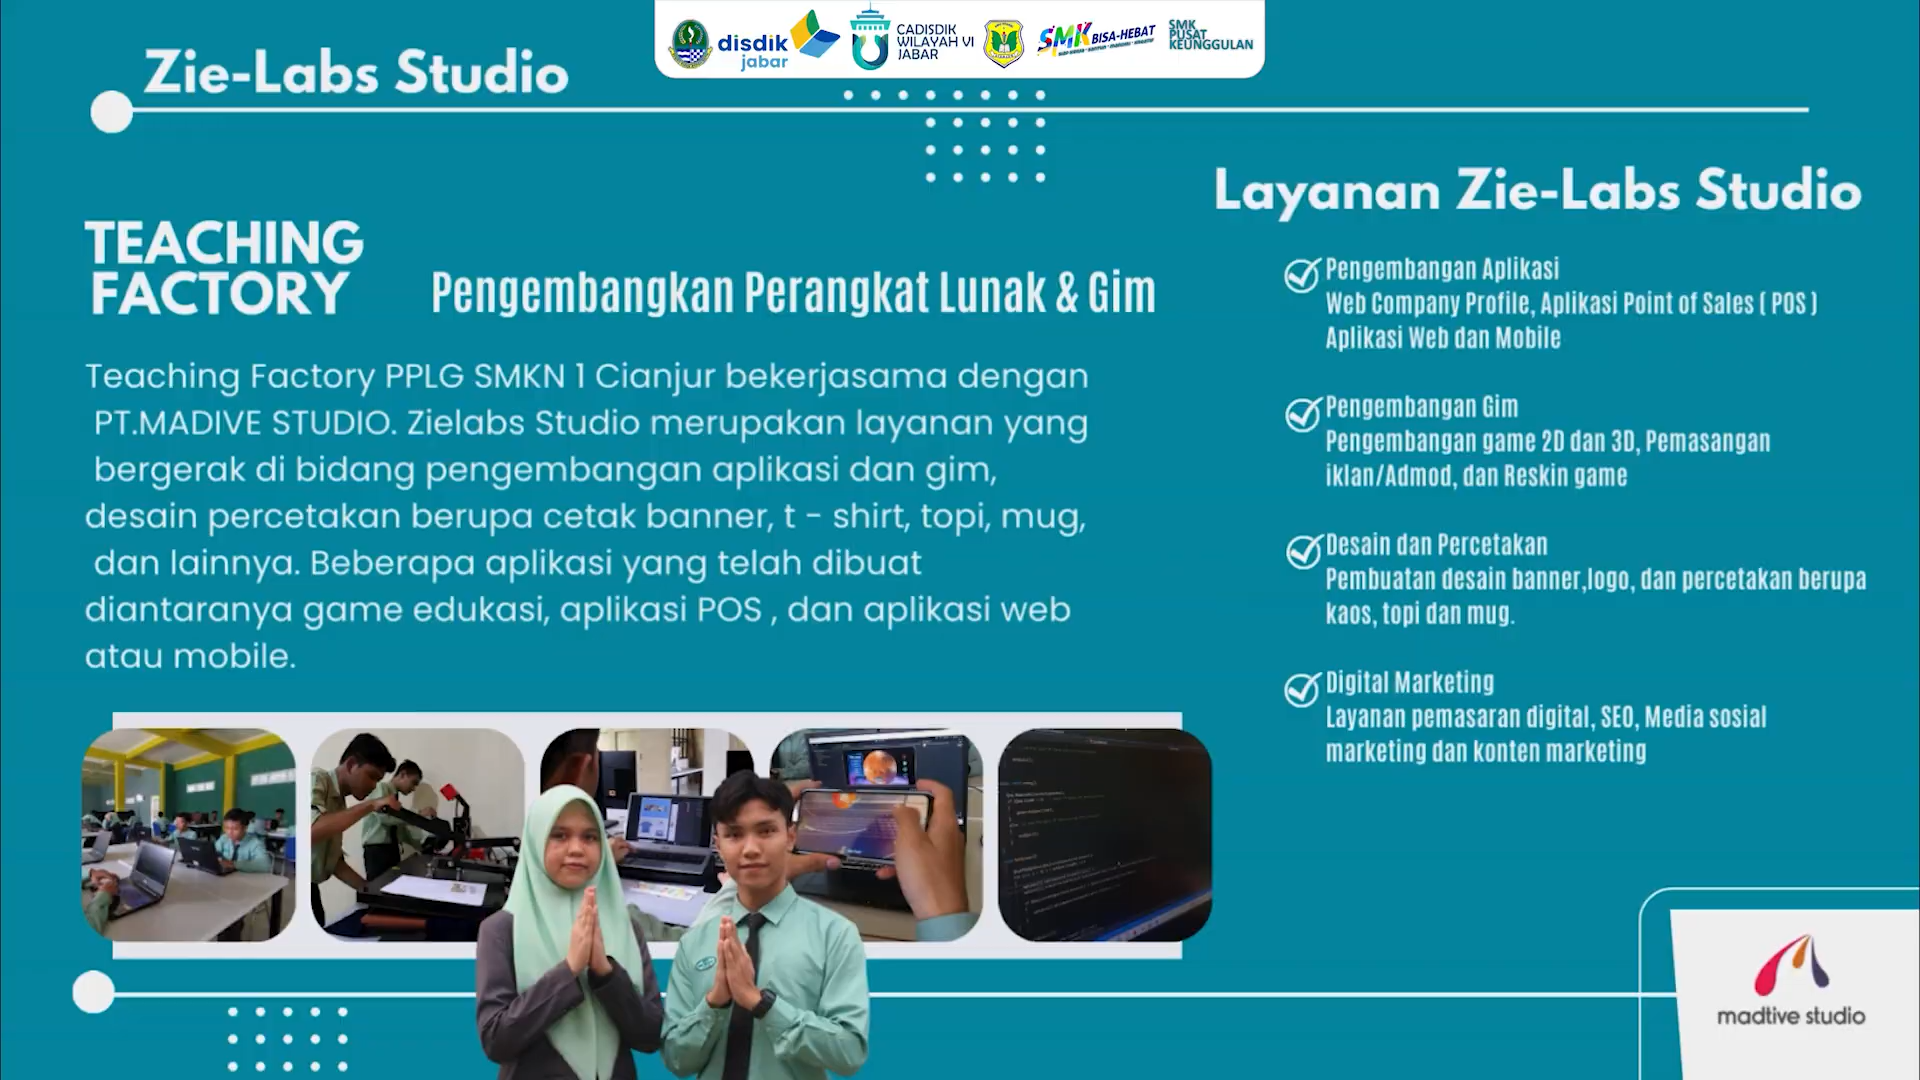 disdik
jabar
CADISDIK
WILAYAH VI
JABAR
SMK BISA-HEBAT
SMK
PUSAT
KEUNGGULAN
Zie-Labs Studio
TEACHING
FACTORY
Pengembangkan Perangkat Lunak & Gim
Teaching Factory PPLG SMKN 1 Cianjur bekerjasama dengan
PT.MADIVE STUDIO. Zielabs Studio merupakan layanan yang
bergerak di bidang pengembangan aplikasi dan gim,
desain percetakan berupa cetak banner, t - shirt, topi, mug,
dan lainnya. Beberapa aplikasi yang telah dibuat
diantaranya game edukasi, aplikasi POS , dan aplikasi web
atau mobile.
Layanan Zie-Labs Studio
Pengembangan Aplikasi
Web Company Profile, Aplikasi Point of Sales ( POS )
Aplikasi Web dan Mobile
Pengembangan Gim
Pengembangan game 2D dan 3D, Pemasangan
iklan/Admod, dan Reskin game
Desain dan Percetakan
Pembuatan desain banner,logo, dan percetakan berupa
kaos, topi dan mug.
Digital Marketing
Layanan pemasaran digital, SEO, Media sosial
marketing dan konten marketing
madtive studio